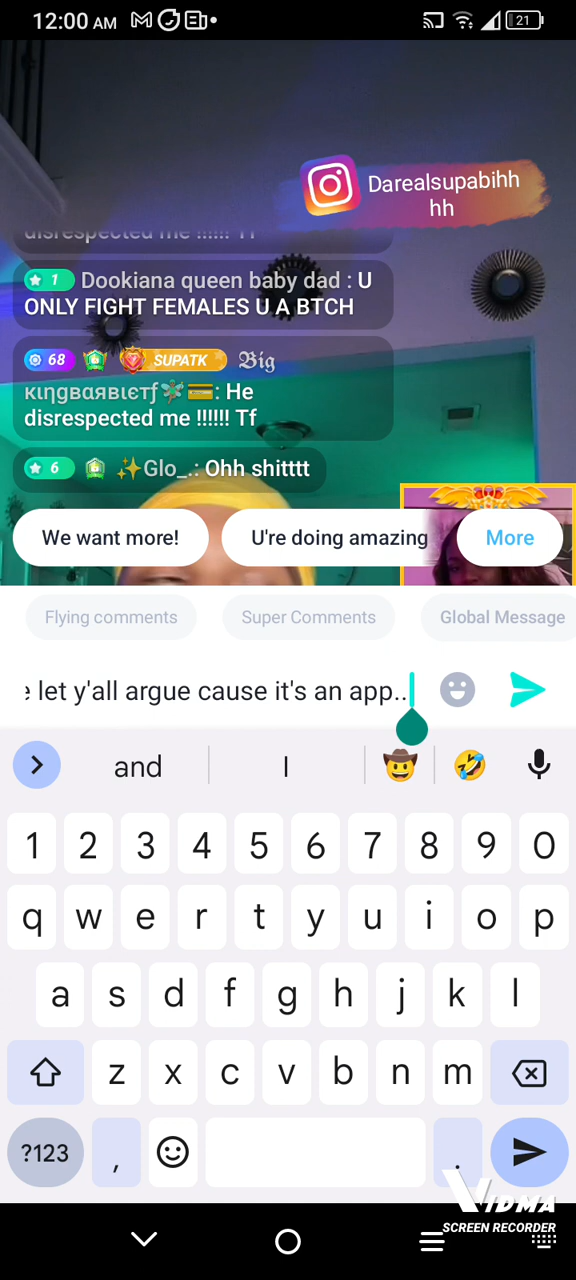 12:00 AM
21
Darealsupabihh
hh
disrespected me !!!!!! Tf
1 Dookiana queen baby dad : U
ONLY FIGHT FEMALES U A BTCH
68 SUPATK 𝔅𝔦𝔤
кιηgвαявιєтƒ🧚💳: He
disrespected me !!!!!! Tf
6 ✨Glo_.: Ohh shitttt
We want more! U're doing amazing More
Flying comments Super Comments Global Message
e let y'all argue cause it's an app..
and I 🤠 🤣
1 2 3 4 5 6 7 8 9 0
q w e r t y u i o p
a s d f g h j k l
z x c v b n m
?123 , .
VIDMA
SCREEN RECORDER